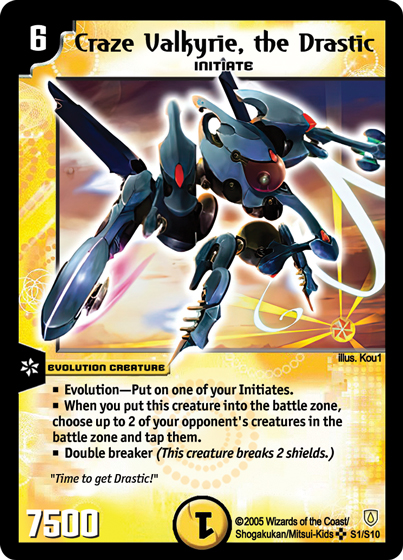 6 Craze Valkyrie, the Drastic
INITIATE
illus. Kou1
EVOLUTION CREATURE
■ Evolution—Put on one of your Initiates.
■ When you put this creature into the battle zone,
choose up to 2 of your opponent's creatures in the
battle zone and tap them.
■ Double breaker (This creature breaks 2 shields.)
"Time to get Drastic!"
7500
1
©2005 Wizards of the Coast/
Shogakukan/Mitsui-Kids S1/S10